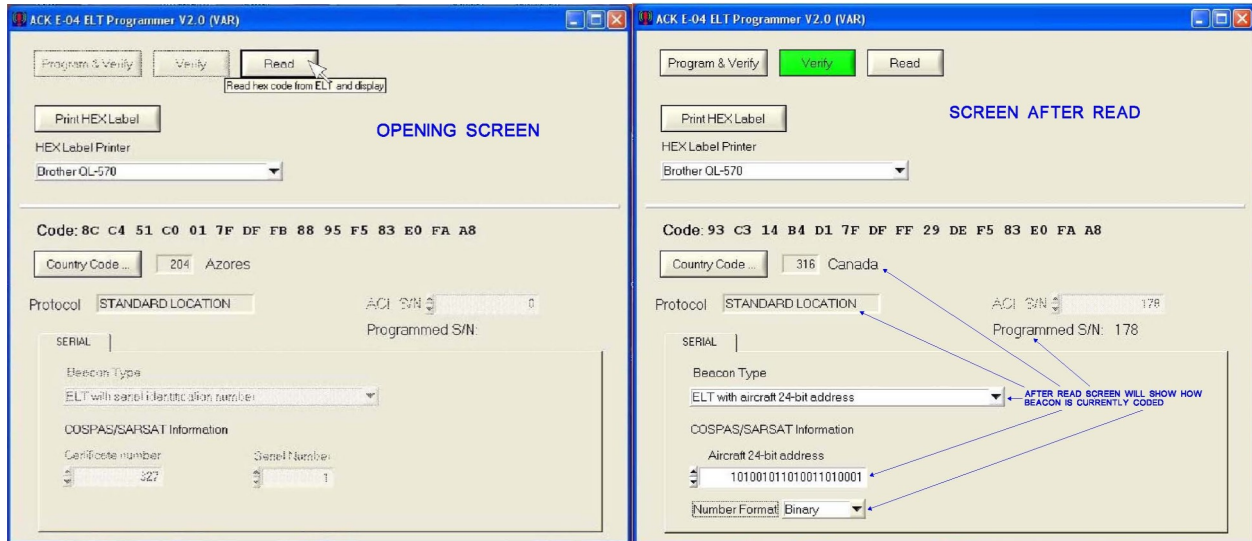 ACK E-04 ELT Programmer V2.0 (VAR)
Program & Verify
Verify
Read
Read hex code from ELT and display
Print HEX Label
OPENING SCREEN
HEX Label Printer
Brother QL-570
Code: 8C C4 51 C0 01 7F DF FB 88 95 F5 83 E0 FA A8
Country Code ...
204
Azores
Protocol
STANDARD LOCATION
S/N
0
Programmed S/N:
SERIAL
Beacon Type
ELT with serial identification number
COSPAS/SARSAT Information
Certificate number
Serial Number
327
1
ACK E-04 ELT Programmer V2.0 (VAR)
Program & Verify
Verify
Read
Print HEX Label
SCREEN AFTER READ
HEX Label Printer
Brother QL-570
Code: 93 C3 14 B4 D1 7F DF FF 29 DE F5 83 E0 FA A8
Country Code ...
316
Canada
Protocol
STANDARD LOCATION
S/N
178
Programmed S/N: 178
SERIAL
Beacon Type
ELT with aircraft 24-bit address
AFTER READ SCREEN WILL SHOW HOW
BEACON IS CURRENTLY CODED
COSPAS/SARSAT Information
Aircraft 24-bit address
101001011010011010001
Number Format
Binary